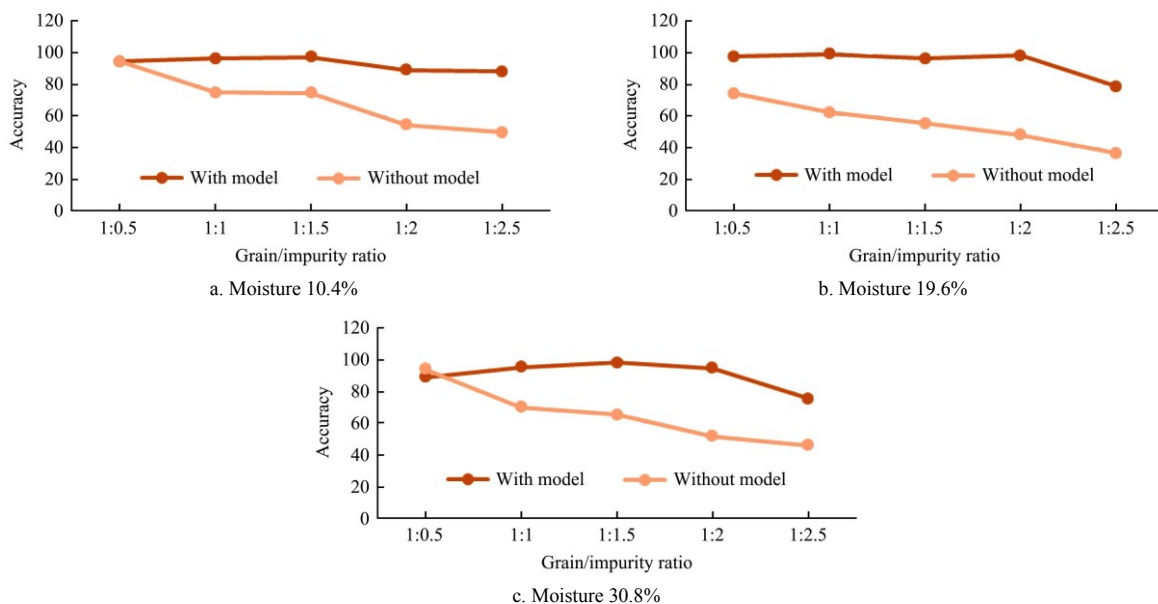 120
100
80
60
40
20
0
Accuracy
With model
Without model
1:0.5
1:1
1:1.5
1:2
1:2.5
Grain/impurity ratio
a. Moisture 10.4%
120
100
80
60
40
20
0
Accuracy
With model
Without model
1:0.5
1:1
1:1.5
1:2
1:2.5
Grain/impurity ratio
b. Moisture 19.6%
120
100
80
60
40
20
0
Accuracy
With model
Without model
1:0.5
1:1
1:1.5
1:2
1:2.5
Grain/impurity ratio
c. Moisture 30.8%